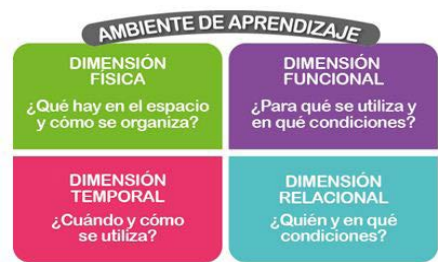 AMBIENTE DE APRENDIZAJE
DIMENSIÓN
FÍSICA
¿Qué hay en el espacio
y cómo se organiza?
DIMENSIÓN
FUNCIONAL
¿Para qué se utiliza y
en qué condiciones?
DIMENSIÓN
TEMPORAL
¿Cuándo y cómo
se utiliza?
DIMENSIÓN
RELACIONAL
¿Quién y en qué
condiciones?